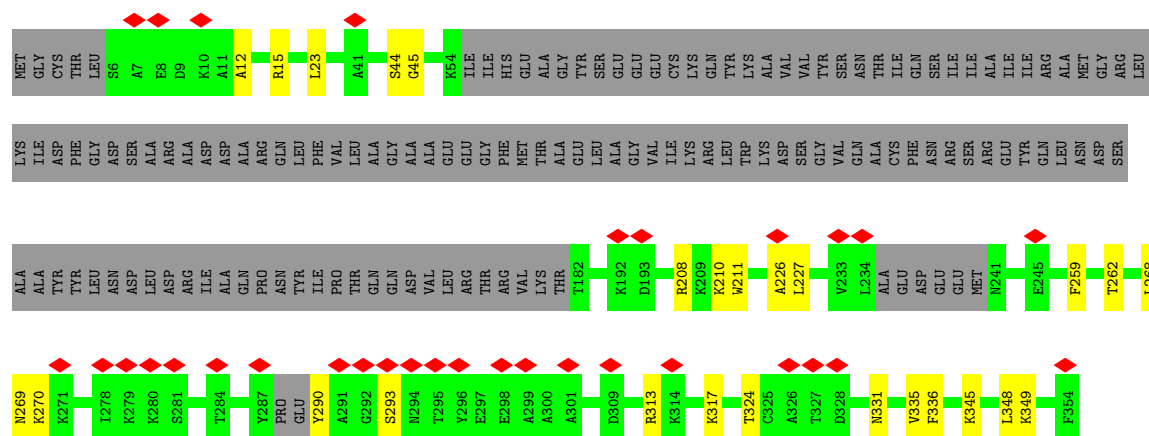 MET GLY CYS THR LEU S6 A7 E8 D9 K10 A11 A12 R15 L23 A41 S44 G45 K54 ILE ILE HIS GLU ALA GLY TYR SER GLU GLU GLU CYS LYS GLN TYR LYS ALA VAL VAL TYR SER ASN THR ILE GLN SER ILE ILE ALA ILE ILE ARG ALA MET GLY ARG LEU
LYS ILE ASP PHE GLY ASP SER ALA ARG ALA ASP ASP ALA ARG GLN LEU PHE VAL LEU ALA GLY ALA ALA GLU GLU GLY PHE MET THR ALA GLU LEU ALA GLY VAL ILE LYS ARG LEU TRP LYS ASP SER GLY VAL GLN ALA CYS PHE ASN ARG SER ARG GLU TYR GLN LEU ASN ASP SER
ALA ALA TYR TYR LEU ASN ASP LEU ASP ARG ILE ALA GLN PRO ASN TYR ILE PRO THR GLN GLN ASP VAL LEU ARG THR ARG VAL LYS THR T182 K192 D193 R208 K209 K210 W211 A226 L227 V233 L234 ALA GLU ASP GLU GLU MET N241 E245 F259 T262 L268
N269 K270 K271 I278 K279 K280 S281 T284 Y287 PRO GLU Y290 A291 G292 S293 N294 T295 Y296 E297 E298 A299 A300 A301 D309 R313 K314 K317 T324 C325 A326 T327 D328 N331 V335 F336 K345 L348 K349 F354